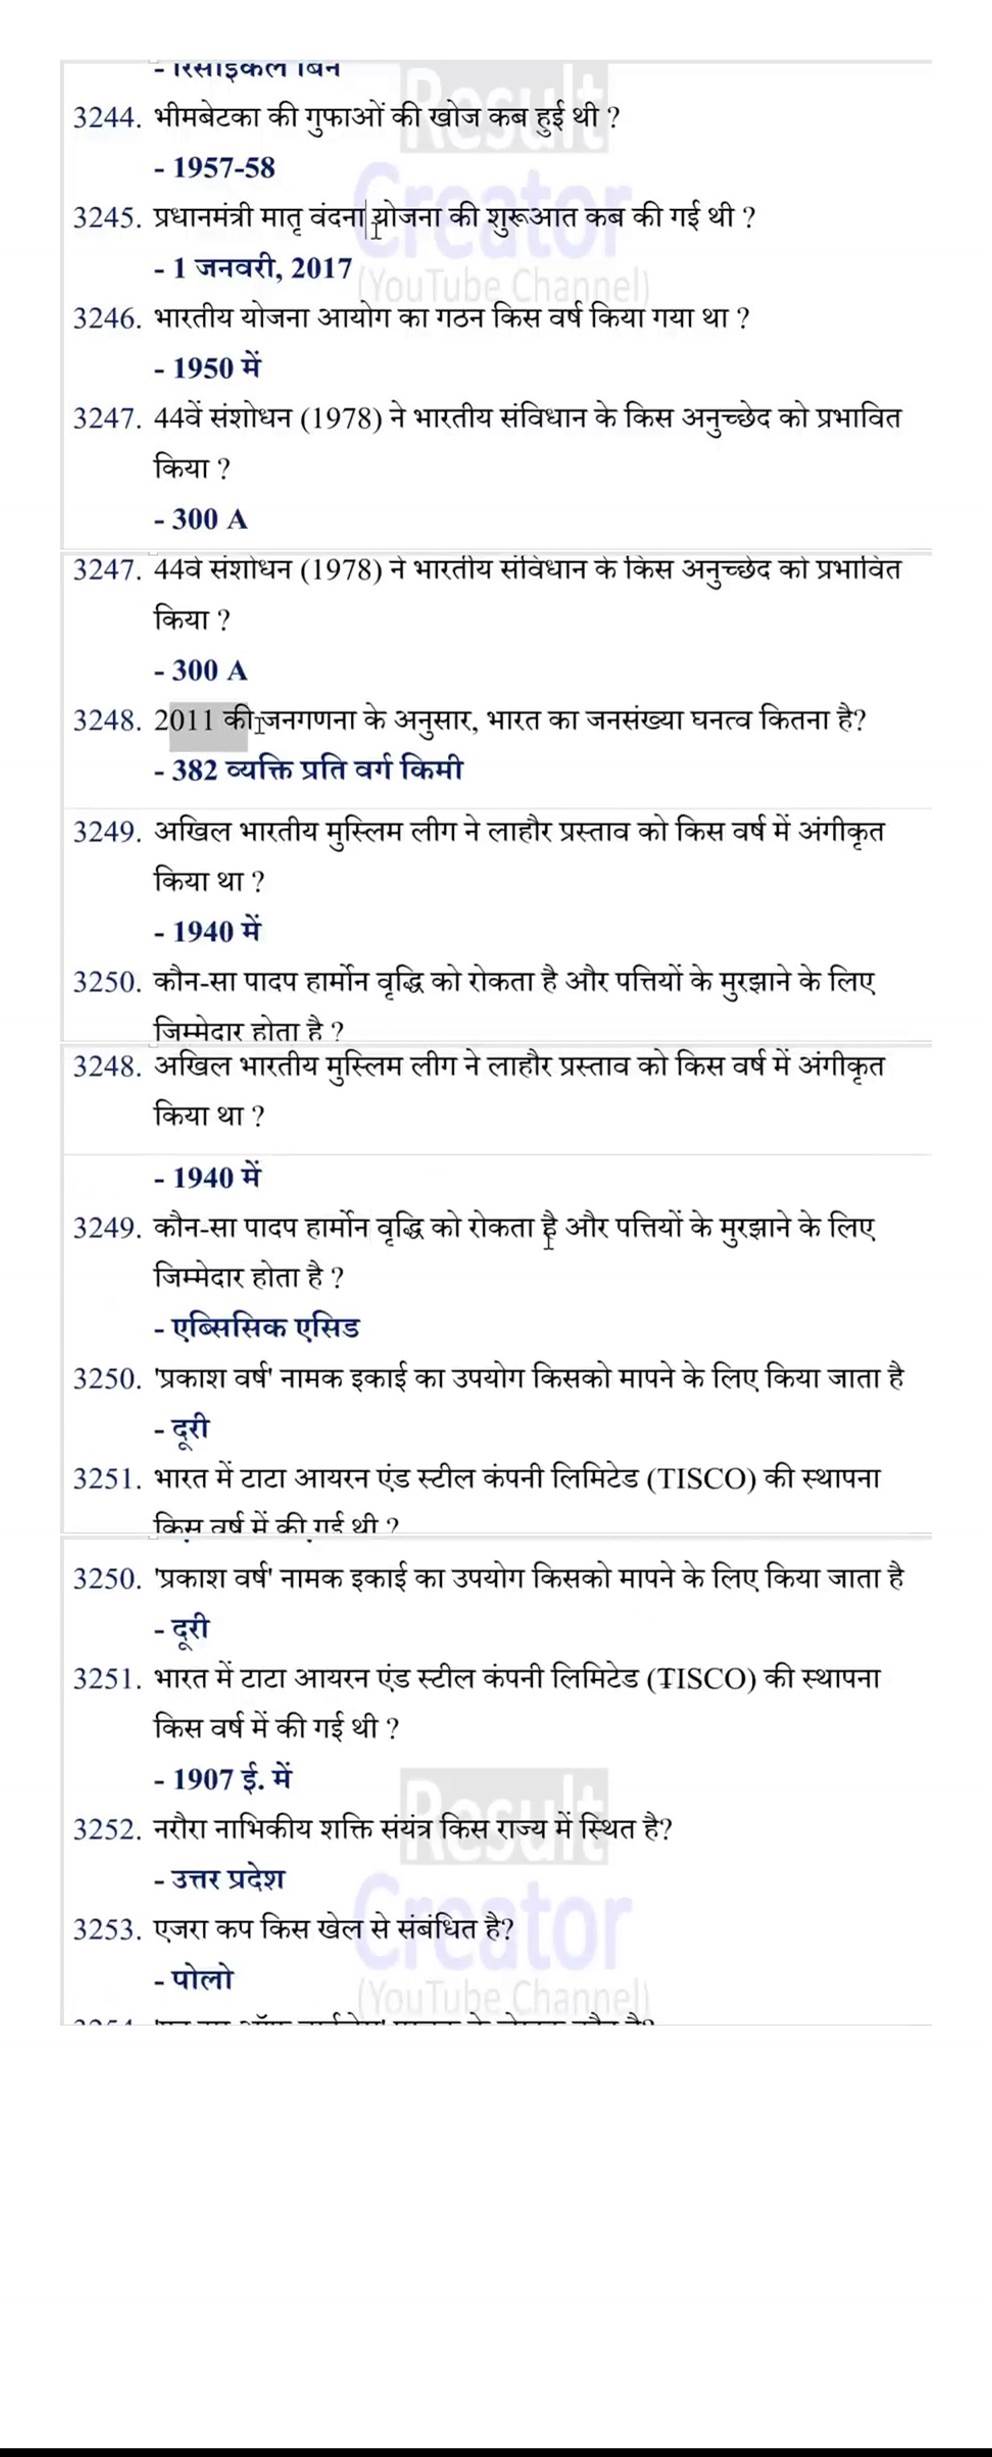 - रिसाइकल बिन
3244. भीमबेटका की गुफाओं की खोज कब हुई थी ?
- 1957-58
3245. प्रधानमंत्री मातृ वंदना योजना की शुरूआत कब की गई थी ?
- 1 जनवरी, 2017
3246. भारतीय योजना आयोग का गठन किस वर्ष किया गया था ?
- 1950 में
3247. 44वें संशोधन (1978) ने भारतीय संविधान के किस अनुच्छेद को प्रभावित
किया ?
- 300 A
3247. 44वें संशोधन (1978) ने भारतीय संविधान के किस अनुच्छेद को प्रभावित
किया ?
- 300 A
3248. 2011 की जनगणना के अनुसार, भारत का जनसंख्या घनत्व कितना है?
- 382 व्यक्ति प्रति वर्ग किमी
3249. अखिल भारतीय मुस्लिम लीग ने लाहौर प्रस्ताव को किस वर्ष में अंगीकृत
किया था ?
- 1940 में
3250. कौन-सा पादप हार्मोन वृद्धि को रोकता है और पत्तियों के मुरझाने के लिए
जिम्मेदार होता है ?
3248. अखिल भारतीय मुस्लिम लीग ने लाहौर प्रस्ताव को किस वर्ष में अंगीकृत
किया था ?
- 1940 में
3249. कौन-सा पादप हार्मोन वृद्धि को रोकता है और पत्तियों के मुरझाने के लिए
जिम्मेदार होता है ?
- एब्सिसिक एसिड
3250. 'प्रकाश वर्ष' नामक इकाई का उपयोग किसको मापने के लिए किया जाता है
- दूरी
3251. भारत में टाटा आयरन एंड स्टील कंपनी लिमिटेड (TISCO) की स्थापना
किस वर्ष में की गई थी ?
3250. 'प्रकाश वर्ष' नामक इकाई का उपयोग किसको मापने के लिए किया जाता है
- दूरी
3251. भारत में टाटा आयरन एंड स्टील कंपनी लिमिटेड (TISCO) की स्थापना
किस वर्ष में की गई थी ?
- 1907 ई. में
3252. नरौरा नाभिकीय शक्ति संयंत्र किस राज्य में स्थित है?
- उत्तर प्रदेश
3253. एजरा कप किस खेल से संबंधित है?
- पोलो
Result
Creator
(YouTube Channel)
Result
Creator
(YouTube Channel)